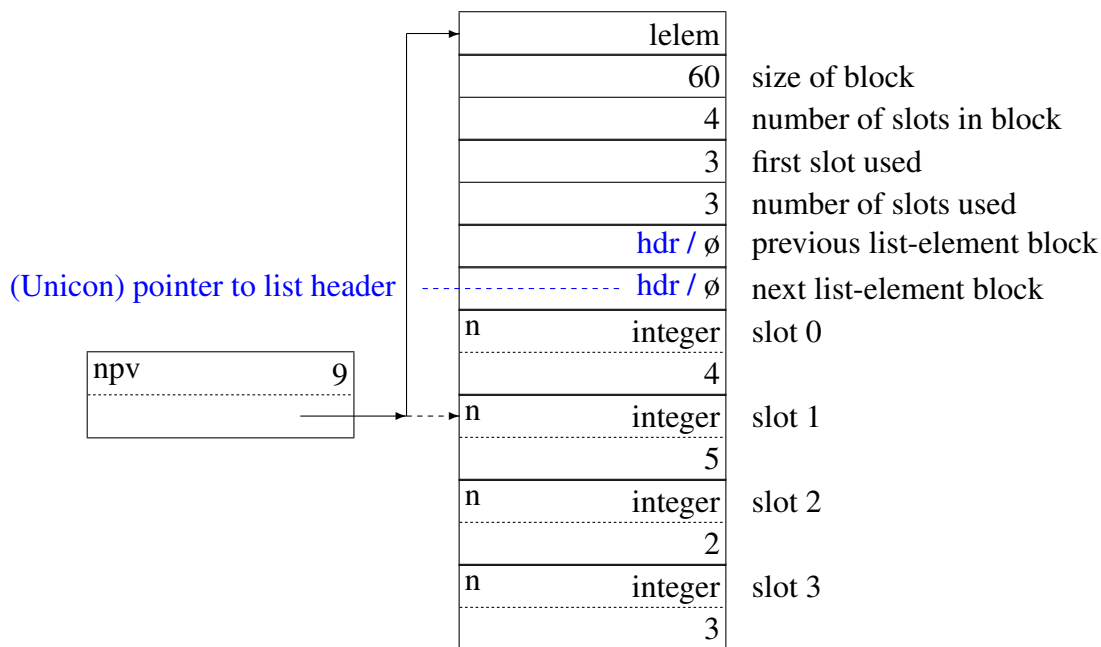 lelem
60 size of block
4 number of slots in block
3 first slot used
3 number of slots used
hdr / ø previous list-element block
(Unicon) pointer to list header hdr / ø next list-element block
n integer slot 0
4
npv 9
n integer slot 1
5
n integer slot 2
2
n integer slot 3
3